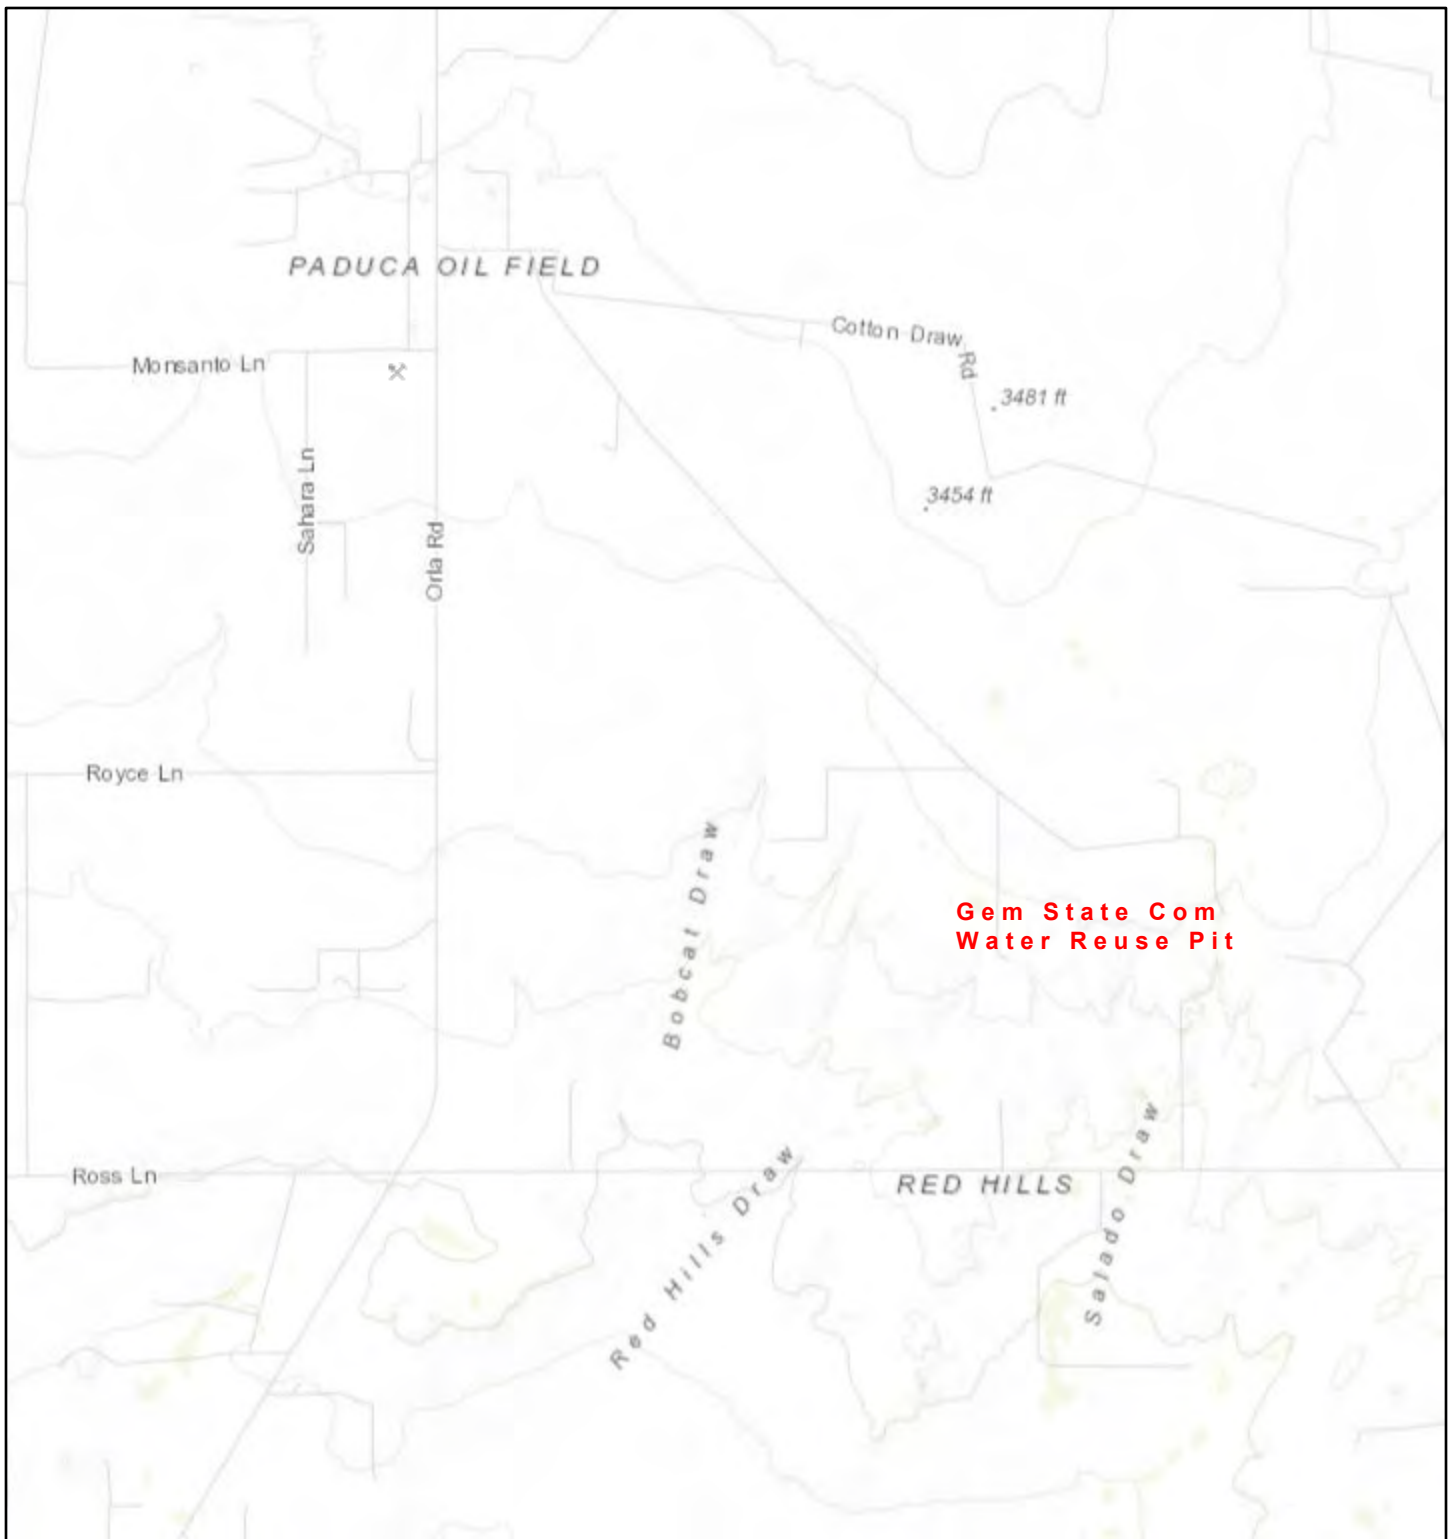 PADUCA OIL FIELD
Cotton Draw Rd
Monsanto Ln
3481 ft
Sahara Ln
3454 ft
Orla Rd
Royce Ln
Bobcat Draw
Gem State Com
Water Reuse Pit
Ross Ln
Red Hills Draw
RED HILLS
Salado Draw